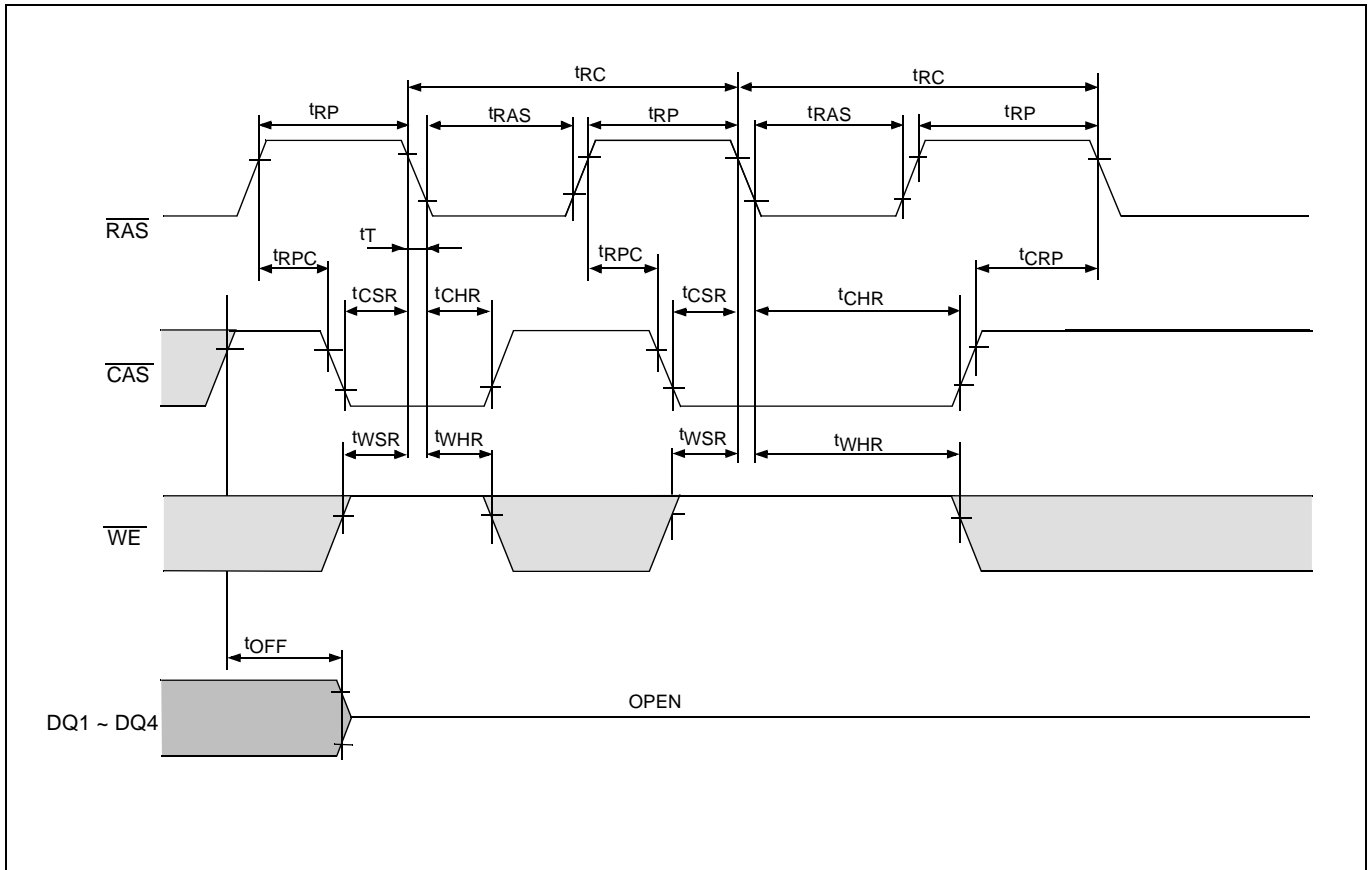 tRC tRC
tRP tRAS tRP tRAS tRP
RAS
tT
tRPC tRPC tCRP
tCSR tCHR tCSR tCHR
CAS
tWSR tWHR tWSR tWHR
WE
tOFF
OPEN
DQ1 ~ DQ4